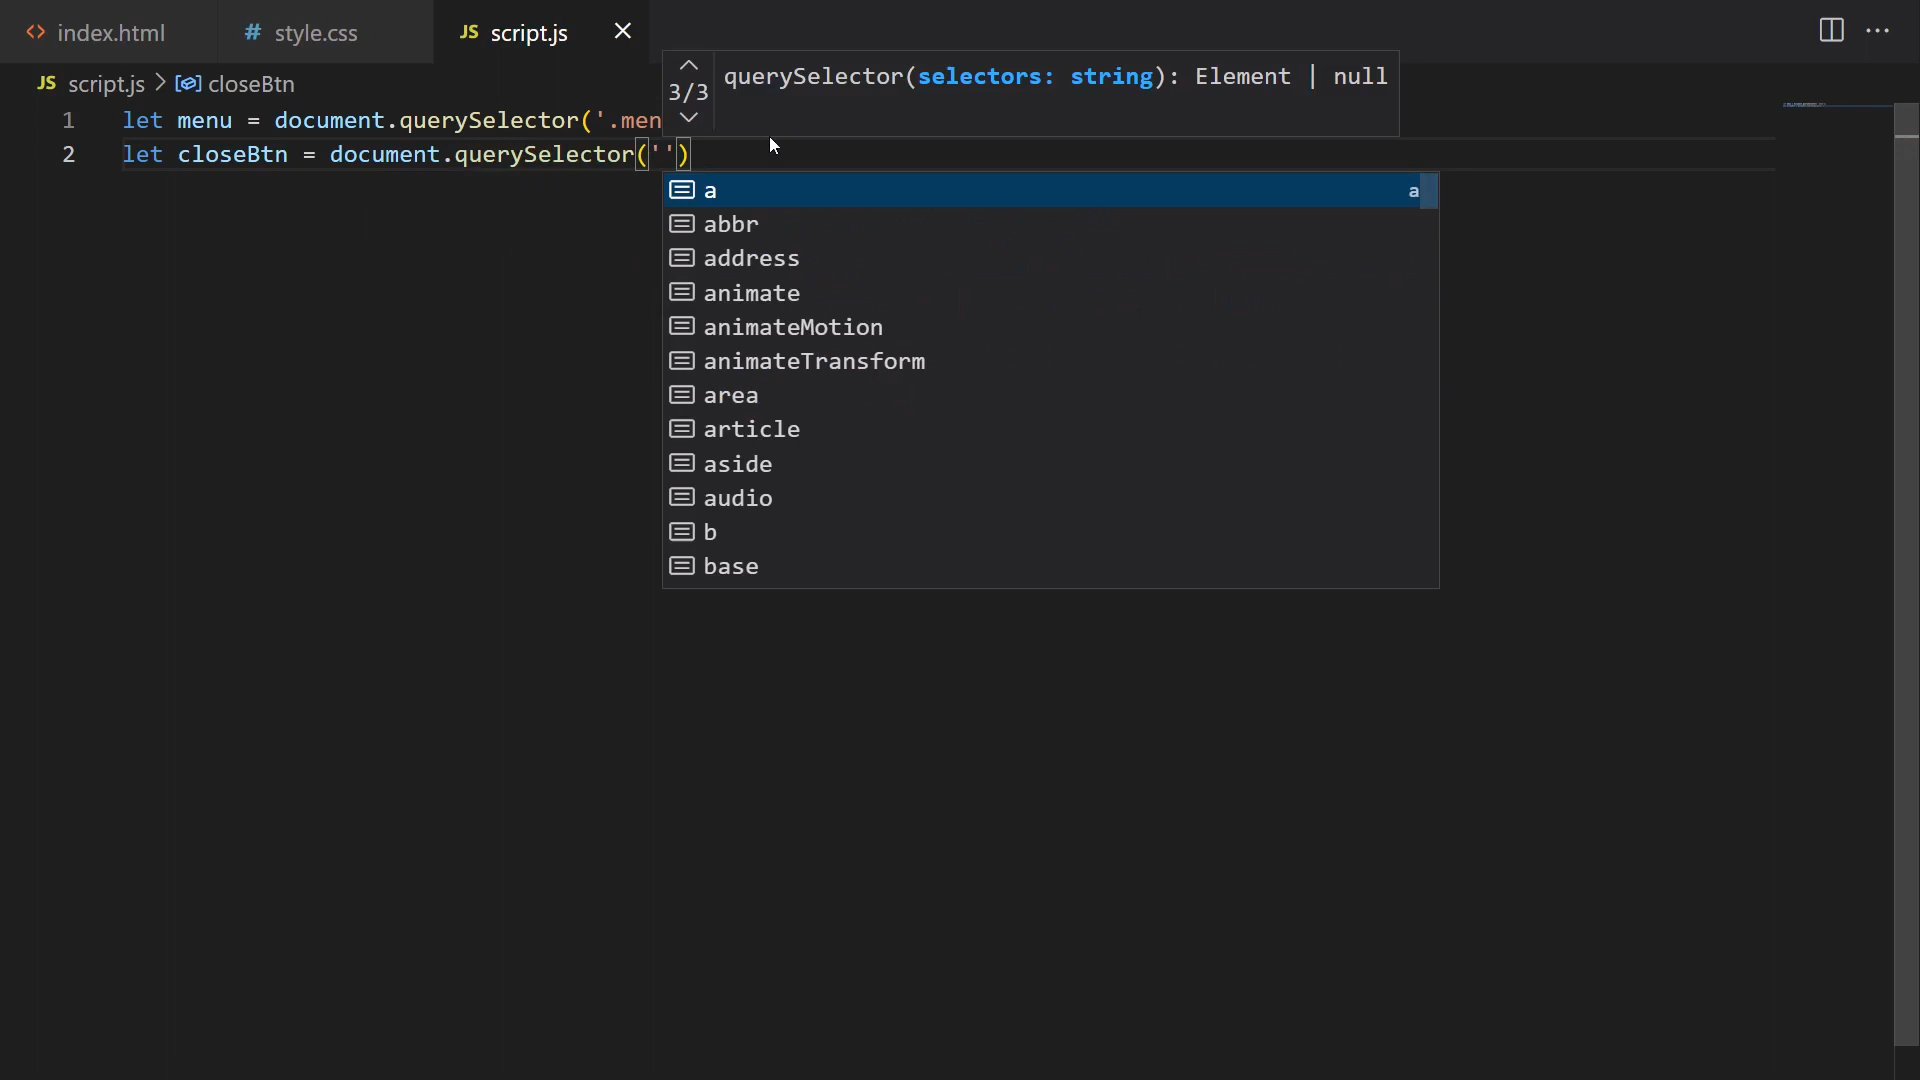 index.html
style.css
JS script.js
JS script.js > closeBtn
3/3 querySelector(selectors: string): Element | null
1 let menu = document.querySelector('.men
2 let closeBtn = document.querySelector('')
a a
abbr
address
animate
animateMotion
animateTransform
area
article
aside
audio
b
base